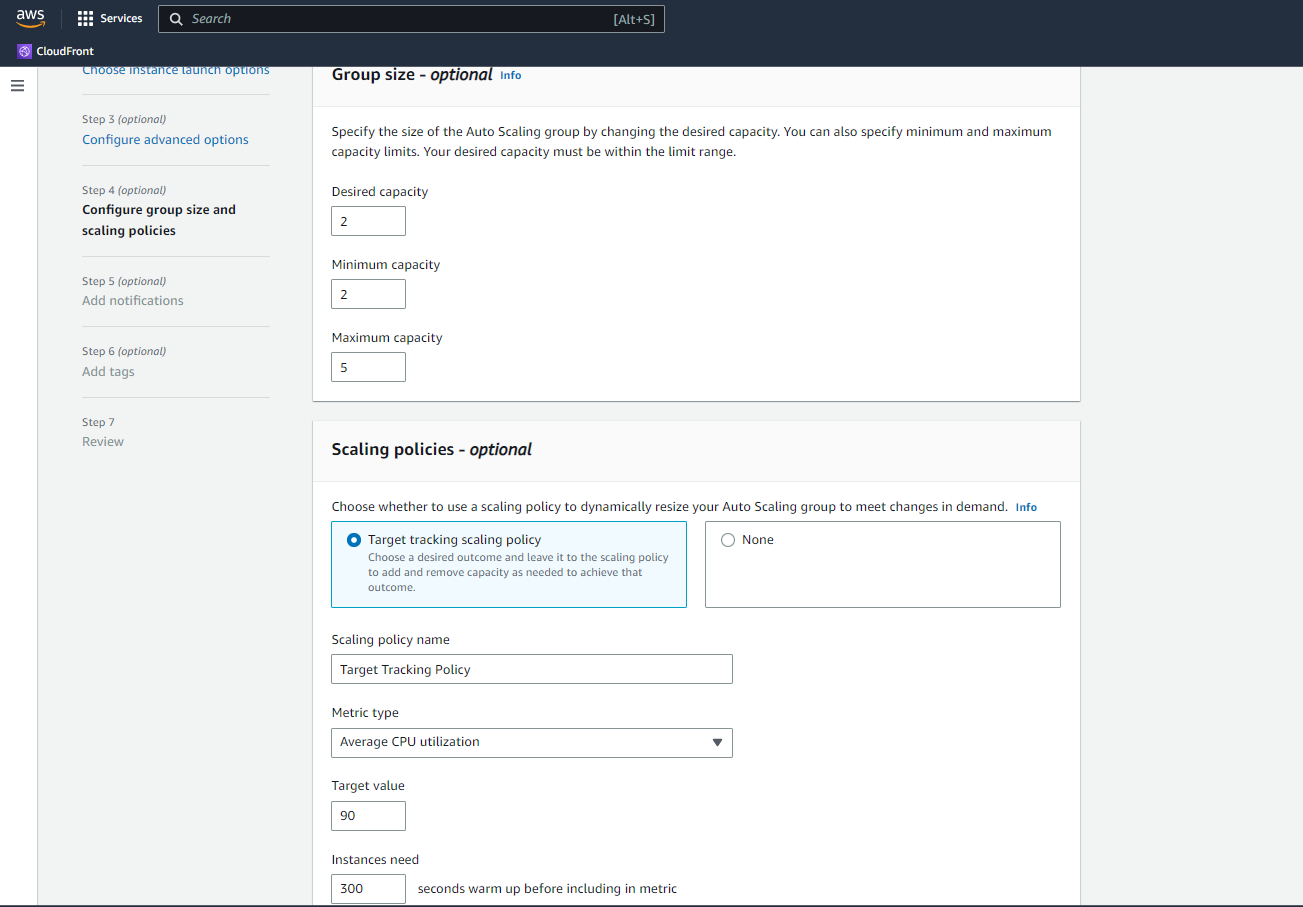 aws
Services
Search
[Alt+S]
CloudFront
Choose instance launch options
Step 3 (optional)
Configure advanced options
Step 4 (optional)
Configure group size and
scaling policies
Step 5 (optional)
Add notifications
Step 6 (optional)
Add tags
Step 7
Review
Group size - optional Info
Specify the size of the Auto Scaling group by changing the desired capacity. You can also specify minimum and maximum
capacity limits. Your desired capacity must be within the limit range.
Desired capacity
2
Minimum capacity
2
Maximum capacity
5
Scaling policies - optional
Choose whether to use a scaling policy to dynamically resize your Auto Scaling group to meet changes in demand. Info
Target tracking scaling policy
Choose a desired outcome and leave it to the scaling policy
to add and remove capacity as needed to achieve that
outcome.
None
Scaling policy name
Target Tracking Policy
Metric type
Average CPU utilization
Target value
90
Instances need
300 seconds warm up before including in metric